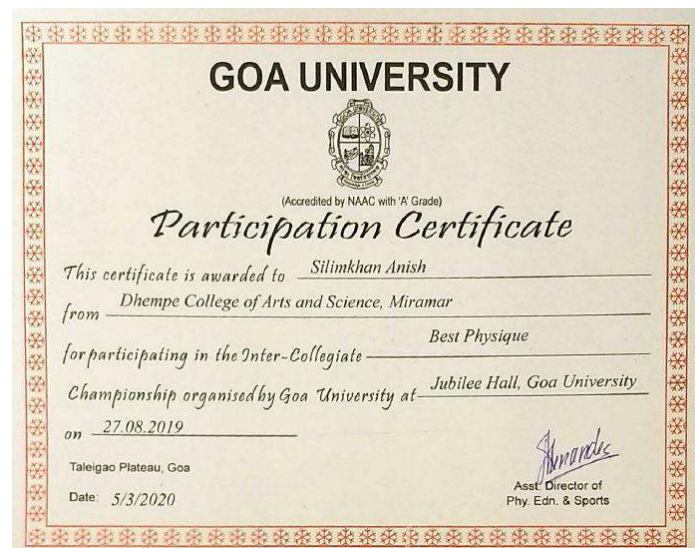 GOA UNIVERSITY
(Accredited by NAAC with 'A' Grade)
Participation Certificate
This certificate is awarded to Silimkhan Anish
from Dhempe College of Arts and Science, Miramar
for participating in the Inter-Collegiate Best Physique
Championship organised by Goa University at Jubilee Hall, Goa University
on 27.08.2019
Taleigao Plateau, Goa
Date: 5/3/2020
Asst. Director of
Phy. Edn. & Sports